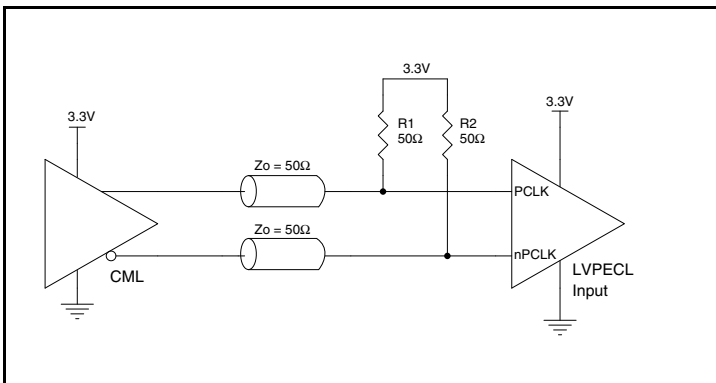 3.3V
3.3V
3.3V
R1
50Ω
R2
50Ω
Zo = 50Ω
PCLK
Zo = 50Ω
nPCLK
CML
LVPECL
Input